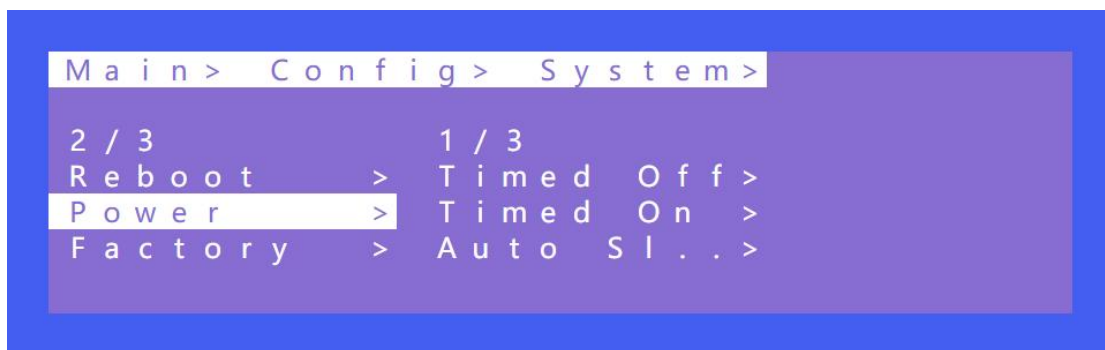 Main> Config> System>
2/3 1/3
Reboot > Timed Off>
Power > Timed On >
Factory > Auto Sl..>